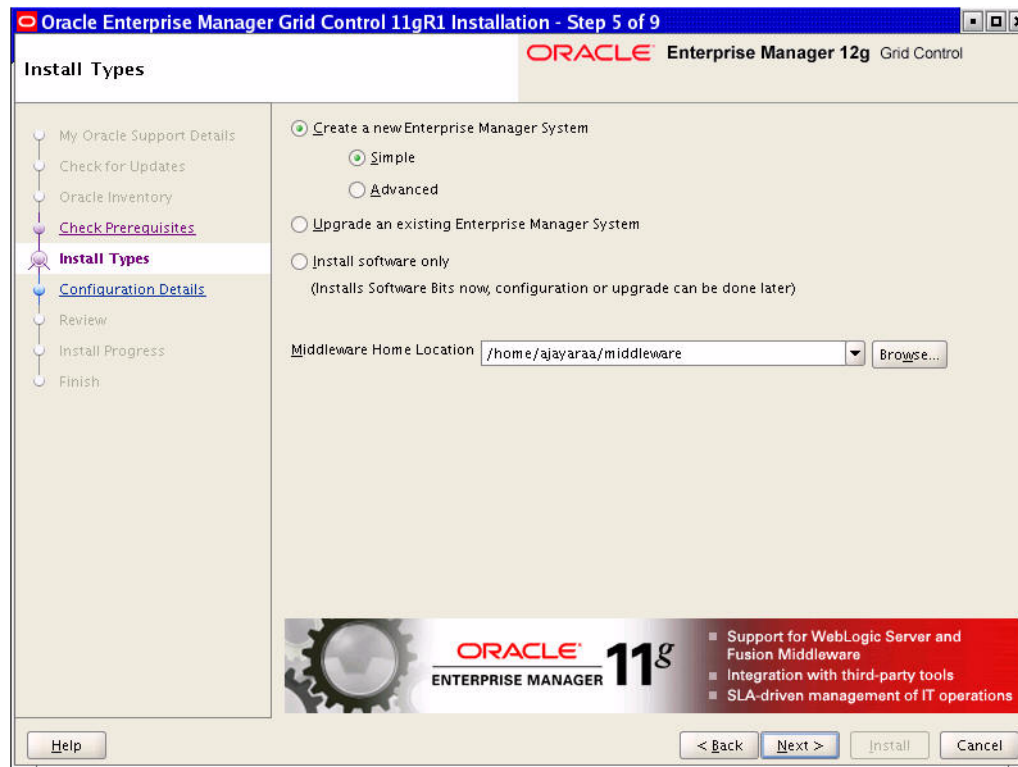 Oracle Enterprise Manager Grid Control 11gR1 Installation - Step 5 of 9
Install Types
ORACLE Enterprise Manager 12g Grid Control
My Oracle Support Details
Check for Updates
Oracle Inventory
Check Prerequisites
Install Types
Configuration Details
Review
Install Progress
Finish
Create a new Enterprise Manager System
Simple
Advanced
Upgrade an existing Enterprise Manager System
Install software only
(Installs Software Bits now, configuration or upgrade can be done later)
Middleware Home Location /home/ajayaraa/middleware Browse...
ORACLE
ENTERPRISE MANAGER 11g
Support for WebLogic Server and
Fusion Middleware
Integration with third-party tools
SLA-driven management of IT operations
Help < Back Next > Install Cancel